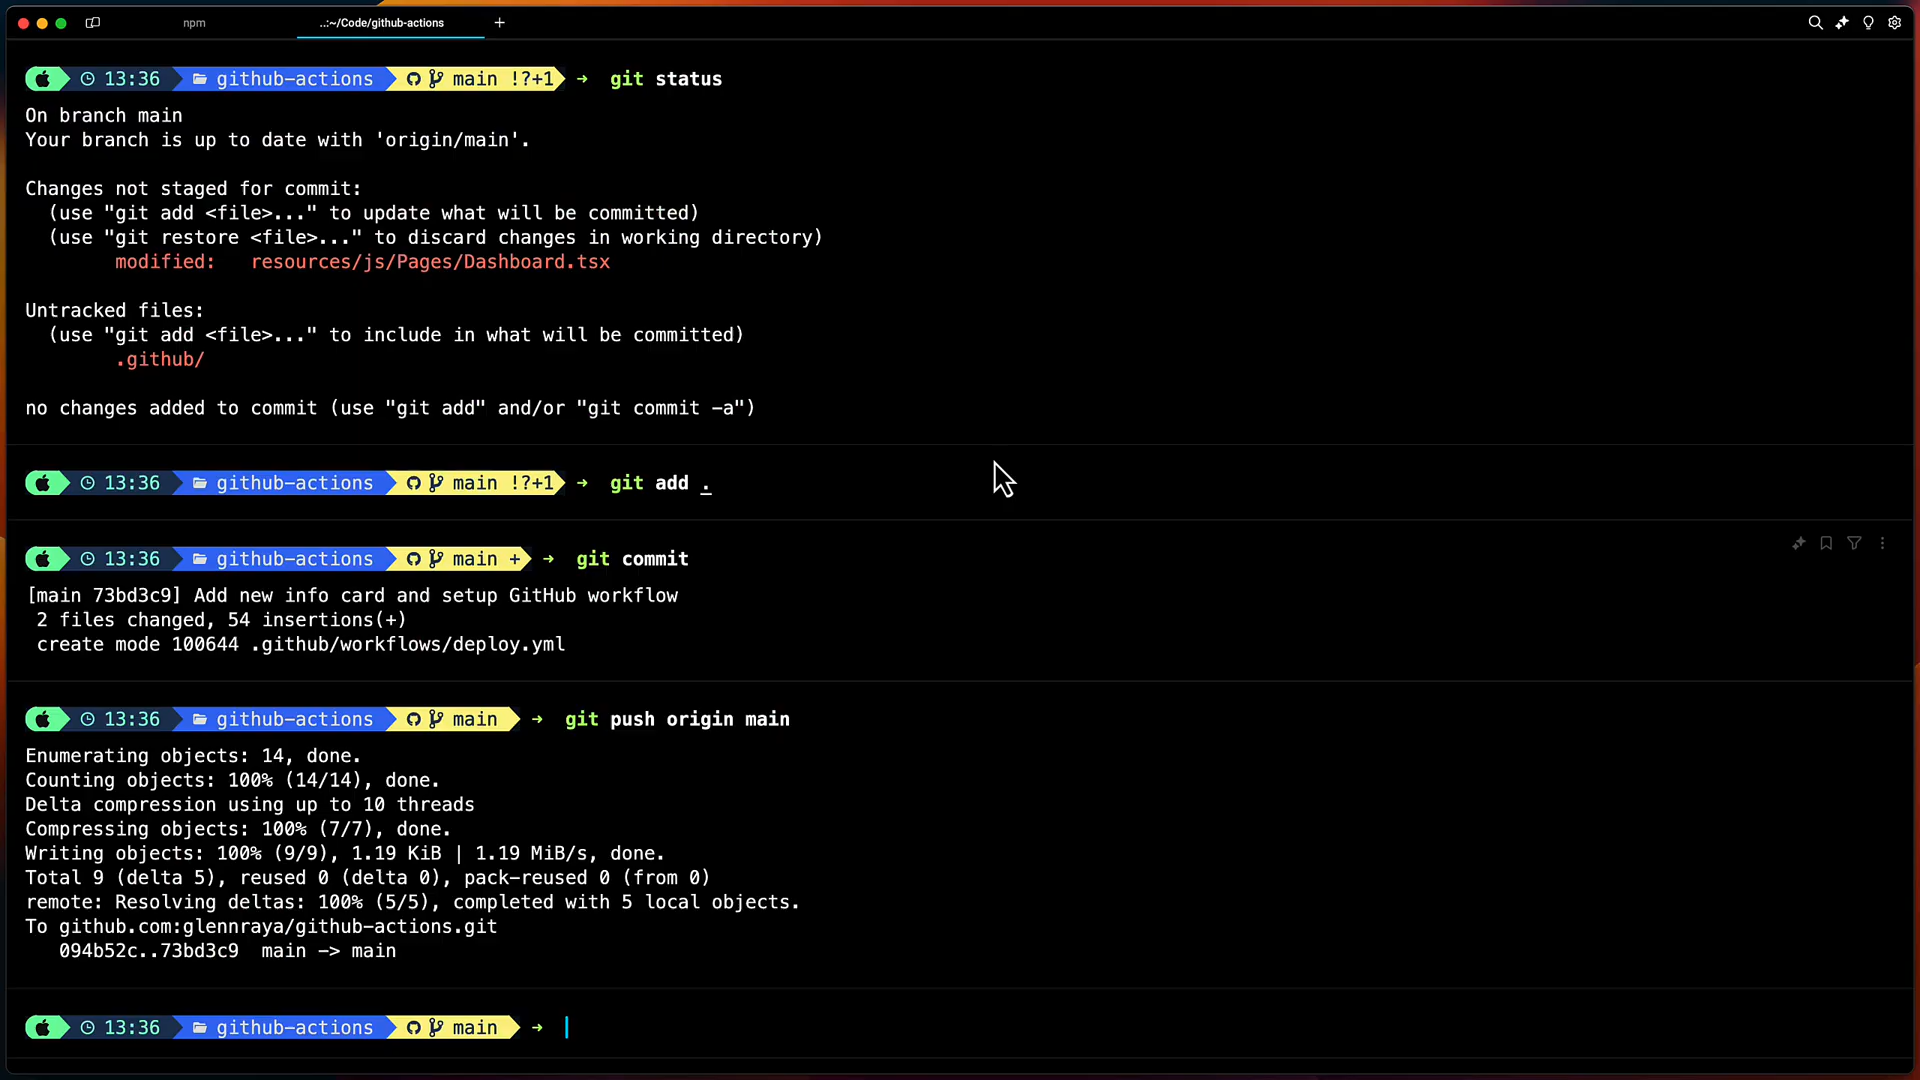 npm
..:~/Code/github-actions
+
13:36 github-actions main !?+1 → git status
On branch main
Your branch is up to date with 'origin/main'.
Changes not staged for commit:
(use "git add <file>..." to update what will be committed)
(use "git restore <file>..." to discard changes in working directory)
modified: resources/js/Pages/Dashboard.tsx
Untracked files:
(use "git add <file>..." to include in what will be committed)
.github/
no changes added to commit (use "git add" and/or "git commit -a")
13:36 github-actions main !?+1 → git add .
13:36 github-actions main + → git commit
[main 73bd3c9] Add new info card and setup GitHub workflow
2 files changed, 54 insertions(+)
create mode 100644 .github/workflows/deploy.yml
13:36 github-actions main → git push origin main
Enumerating objects: 14, done.
Counting objects: 100% (14/14), done.
Delta compression using up to 10 threads
Compressing objects: 100% (7/7), done.
Writing objects: 100% (9/9), 1.19 KiB | 1.19 MiB/s, done.
Total 9 (delta 5), reused 0 (delta 0), pack-reused 0 (from 0)
remote: Resolving deltas: 100% (5/5), completed with 5 local objects.
To github.com:glennraya/github-actions.git
094b52c..73bd3c9 main -> main
13:36 github-actions main →